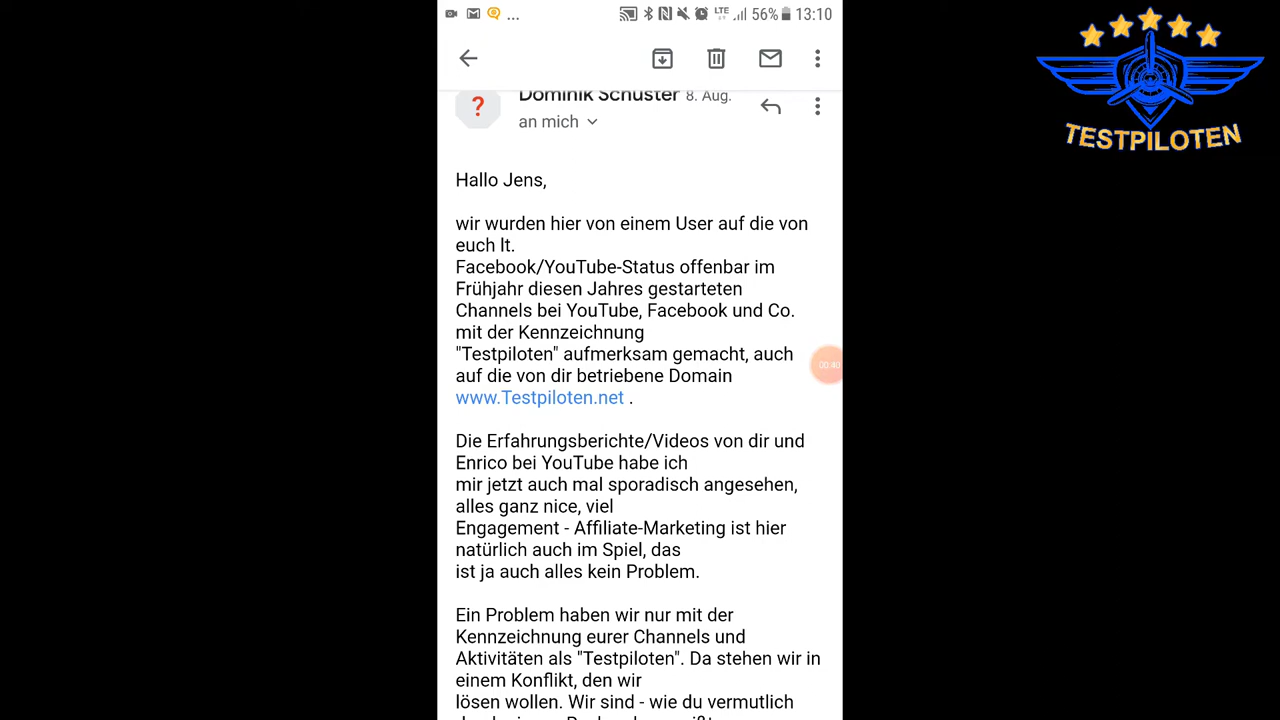 ... LTE 56% 13:10
Dominik Schuster 8. Aug.
an mich
Hallo Jens,
wir wurden hier von einem User auf die von
euch lt.
Facebook/YouTube-Status offenbar im
Frühjahr diesen Jahres gestarteten
Channels bei YouTube, Facebook und Co.
mit der Kennzeichnung
"Testpiloten" aufmerksam gemacht, auch
auf die von dir betriebene Domain
www.Testpiloten.net .
Die Erfahrungsberichte/Videos von dir und
Enrico bei YouTube habe ich
mir jetzt auch mal sporadisch angesehen,
alles ganz nice, viel
Engagement - Affiliate-Marketing ist hier
natürlich auch im Spiel, das
ist ja auch alles kein Problem.
Ein Problem haben wir nur mit der
Kennzeichnung eurer Channels und
Aktivitäten als "Testpiloten". Da stehen wir in
einem Konflikt, den wir
lösen wollen. Wir sind - wie du vermutlich
00:40
TESTPILOTEN